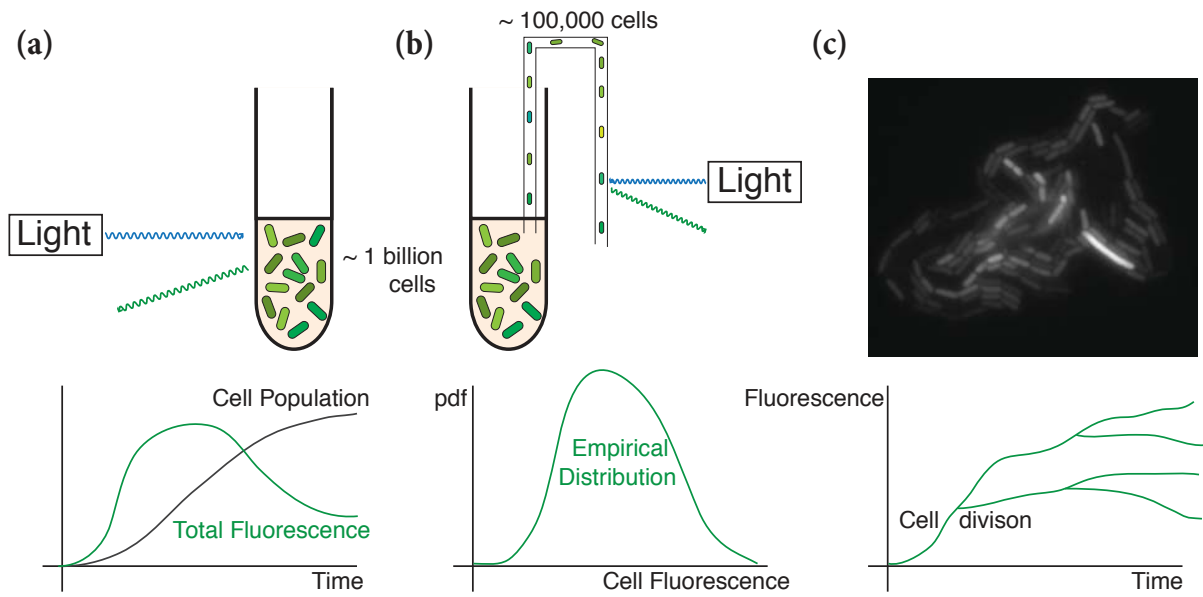 (a)
Light
~ 1 billion
cells
Cell Population
Total Fluorescence
Time
(b)
~ 100,000 cells
Light
pdf
Empirical
Distribution
Cell Fluorescence
(c)
Fluorescence
Cell divison
Time